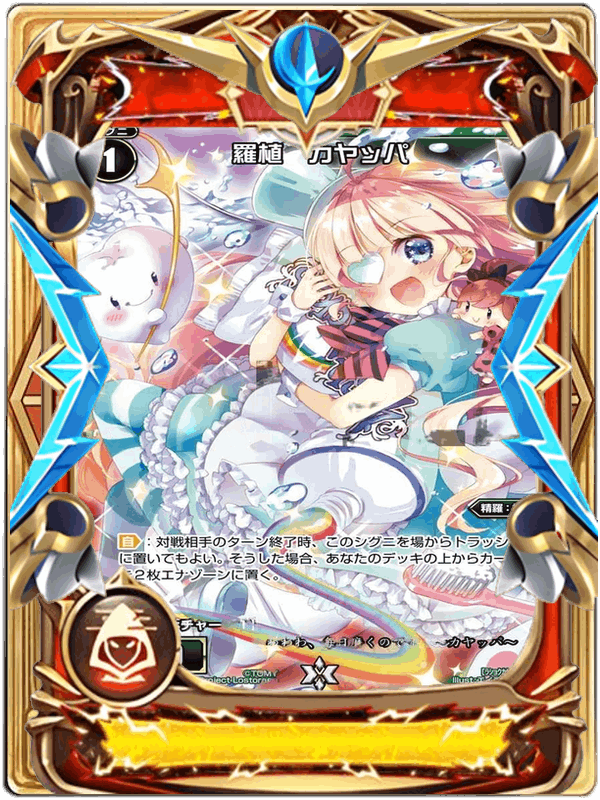 1
羅植 カヤッパ
精羅:
自:対戦相手のターン終了時、このシグニを場からトラッシ
に置いてもよい。そうした場合、あなたのデッキの上からカー
2枚エナゾーンに置く。
チャー
~カヤッパ~
©TOMY
lect Lostor
Illust